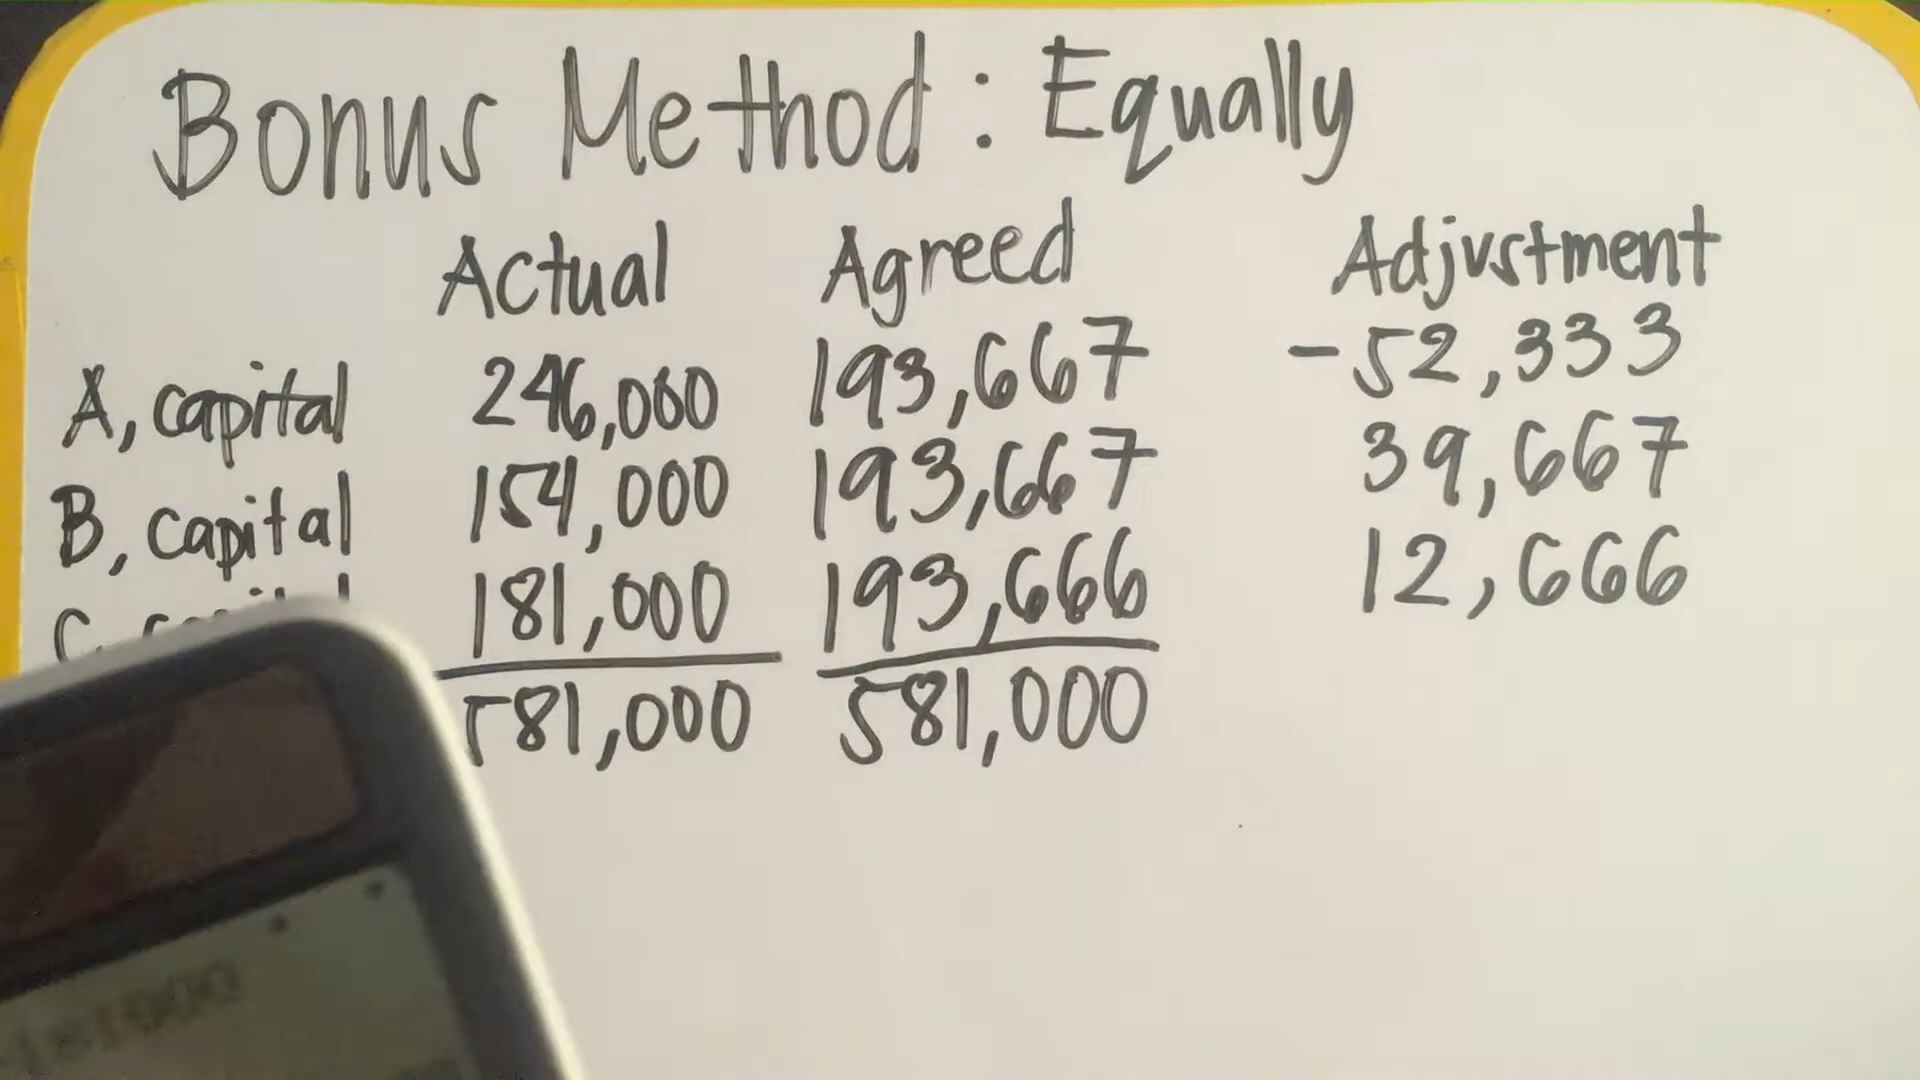 Bonus Method: Equally
Actual Agreed Adjustment
A, capital 246,000 193,667 -52,333
B, capital 154,000 193,667 39,667
C, 181,000 193,666 12,666
581,000 581,000